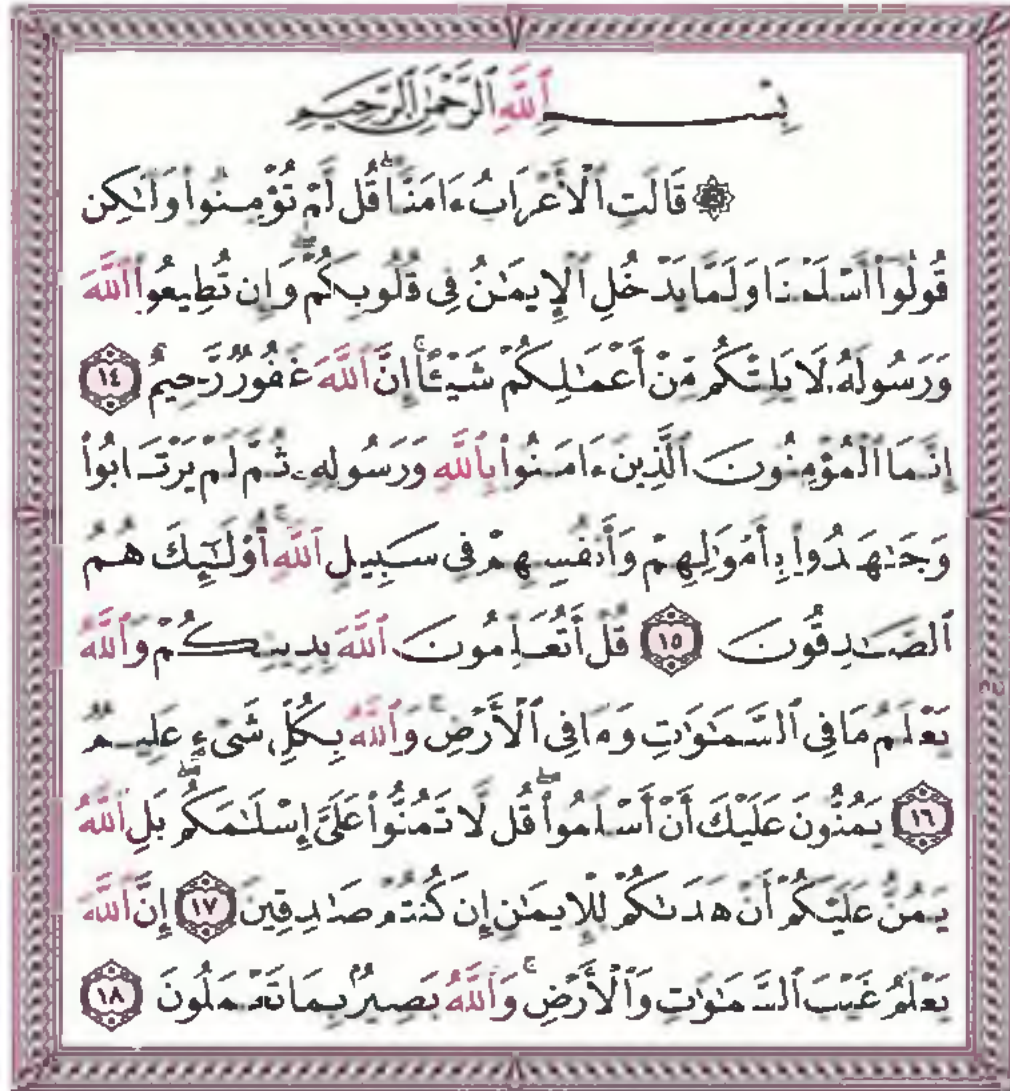 بِسْمِ ٱللَّهِ ٱلرَّحْمَٰنِ ٱلرَّحِيمِ
۞ قَالَتِ ٱلْأَعْرَابُ ءَامَنَّا ۖ قُل لَّمْ تُؤْمِنُوا۟ وَلَٰكِن
قُولُوٓا۟ أَسْلَمْنَا وَلَمَّا يَدْخُلِ ٱلْإِيمَٰنُ فِى قُلُوبِكُمْ ۖ وَإِن تُطِيعُوا۟ ٱللَّهَ
وَرَسُولَهُۥ لَا يَلِتْكُم مِّنْ أَعْمَٰلِكُمْ شَيْـًٔا ۚ إِنَّ ٱللَّهَ غَفُورٌ رَّحِيمٌ ١٤
إِنَّمَا ٱلْمُؤْمِنُونَ ٱلَّذِينَ ءَامَنُوا۟ بِٱللَّهِ وَرَسُولِهِۦ ثُمَّ لَمْ يَرْتَابُوا۟
وَجَٰهَدُوا۟ بِأَمْوَٰلِهِمْ وَأَنفُسِهِمْ فِى سَبِيلِ ٱللَّهِ ۚ أُو۟لَٰٓئِكَ هُمُ
ٱلصَّٰدِقُونَ ١٥ قُلْ أَتُعَلِّمُونَ ٱللَّهَ بِدِينِكُمْ وَٱللَّهُ
يَعْلَمُ مَا فِى ٱلسَّمَٰوَٰتِ وَمَا فِى ٱلْأَرْضِ ۚ وَٱللَّهُ بِكُلِّ شَىْءٍ عَلِيمٌ
١٦ يَمُنُّونَ عَلَيْكَ أَنْ أَسْلَمُوا۟ ۖ قُل لَّا تَمُنُّوا۟ عَلَىَّ إِسْلَٰمَكُم ۖ بَلِ ٱللَّهُ
يَمُنُّ عَلَيْكُمْ أَنْ هَدَىٰكُمْ لِلْإِيمَٰنِ إِن كُنتُمْ صَٰدِقِينَ ١٧ إِنَّ ٱللَّهَ
يَعْلَمُ غَيْبَ ٱلسَّمَٰوَٰتِ وَٱلْأَرْضِ ۚ وَٱللَّهُ بَصِيرٌۢ بِمَا تَعْمَلُونَ ١٨